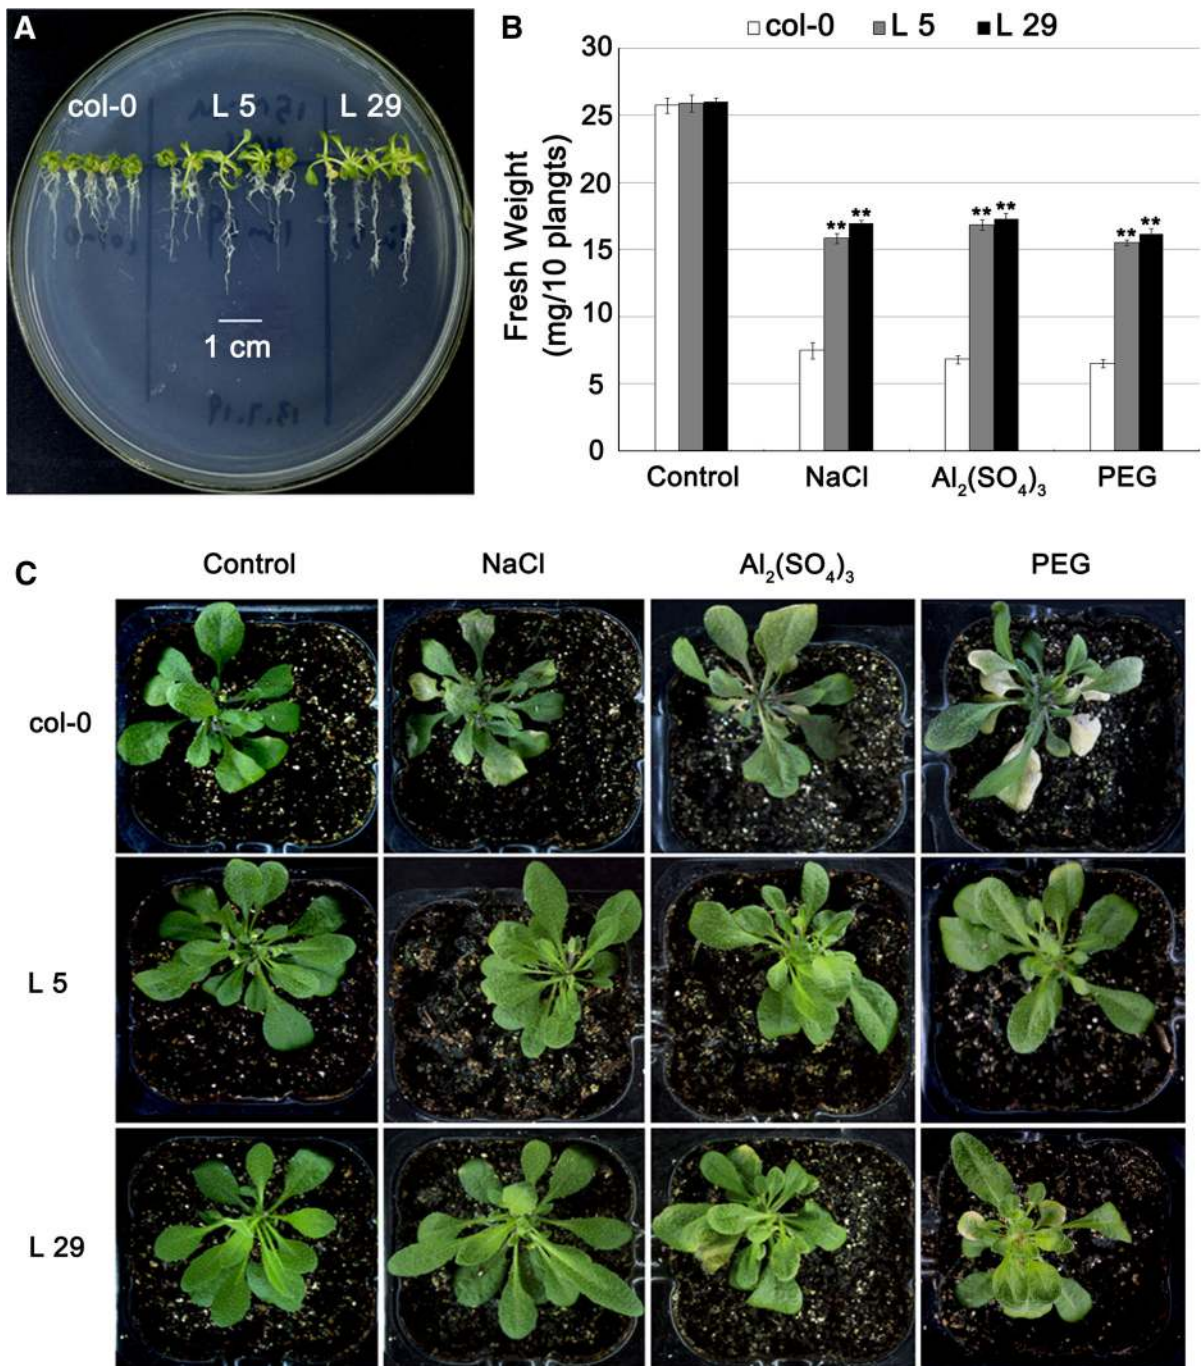 A
col-0 L 5 L 29
1 cm
B
col-0 L 5 L 29
Fresh Weight
(mg/10 plangts)
30
25
20
15
10
5
0
** ** ** ** ** **
Control NaCl Al₂(SO₄)₃ PEG
C
Control NaCl Al₂(SO₄)₃ PEG
col-0
L 5
L 29